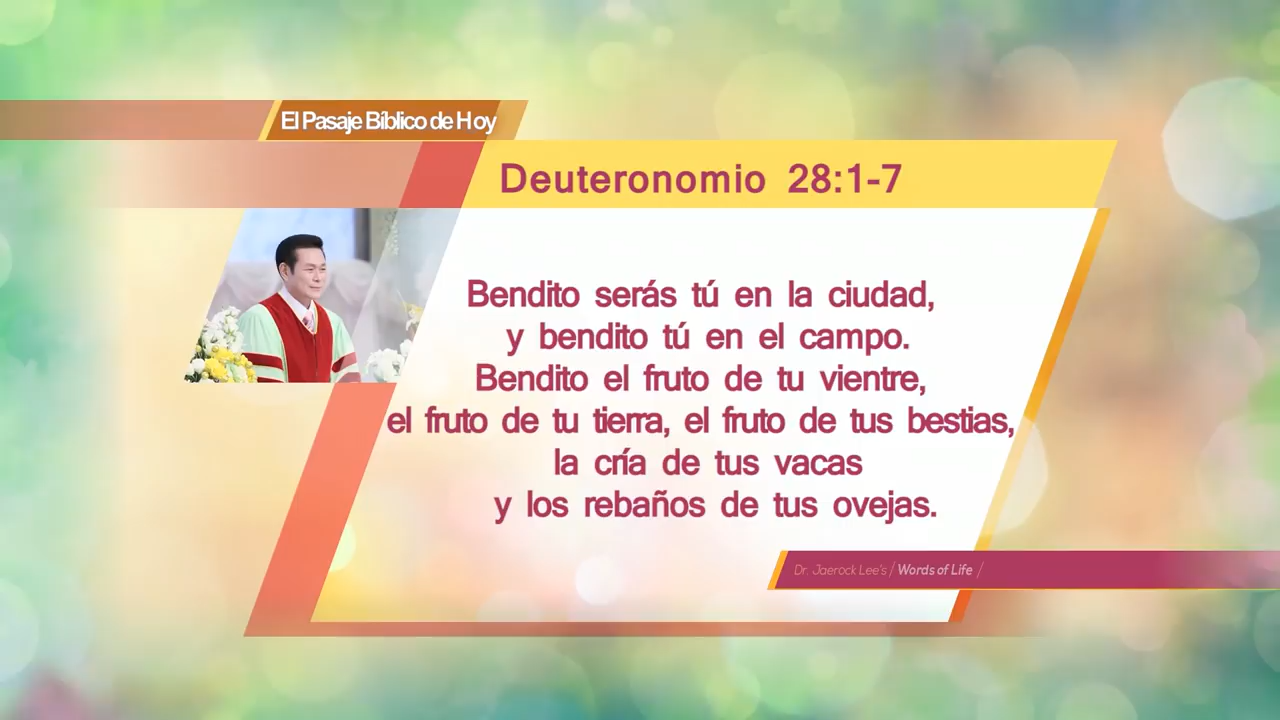 El Pasaje Bíblico de Hoy
Deuteronomio 28:1-7
Bendito serás tú en la ciudad,
y bendito tú en el campo.
Bendito el fruto de tu vientre,
el fruto de tu tierra, el fruto de tus bestias,
la cría de tus vacas
y los rebaños de tus ovejas.
Dr. Jaerock Lee's / Words of Life /